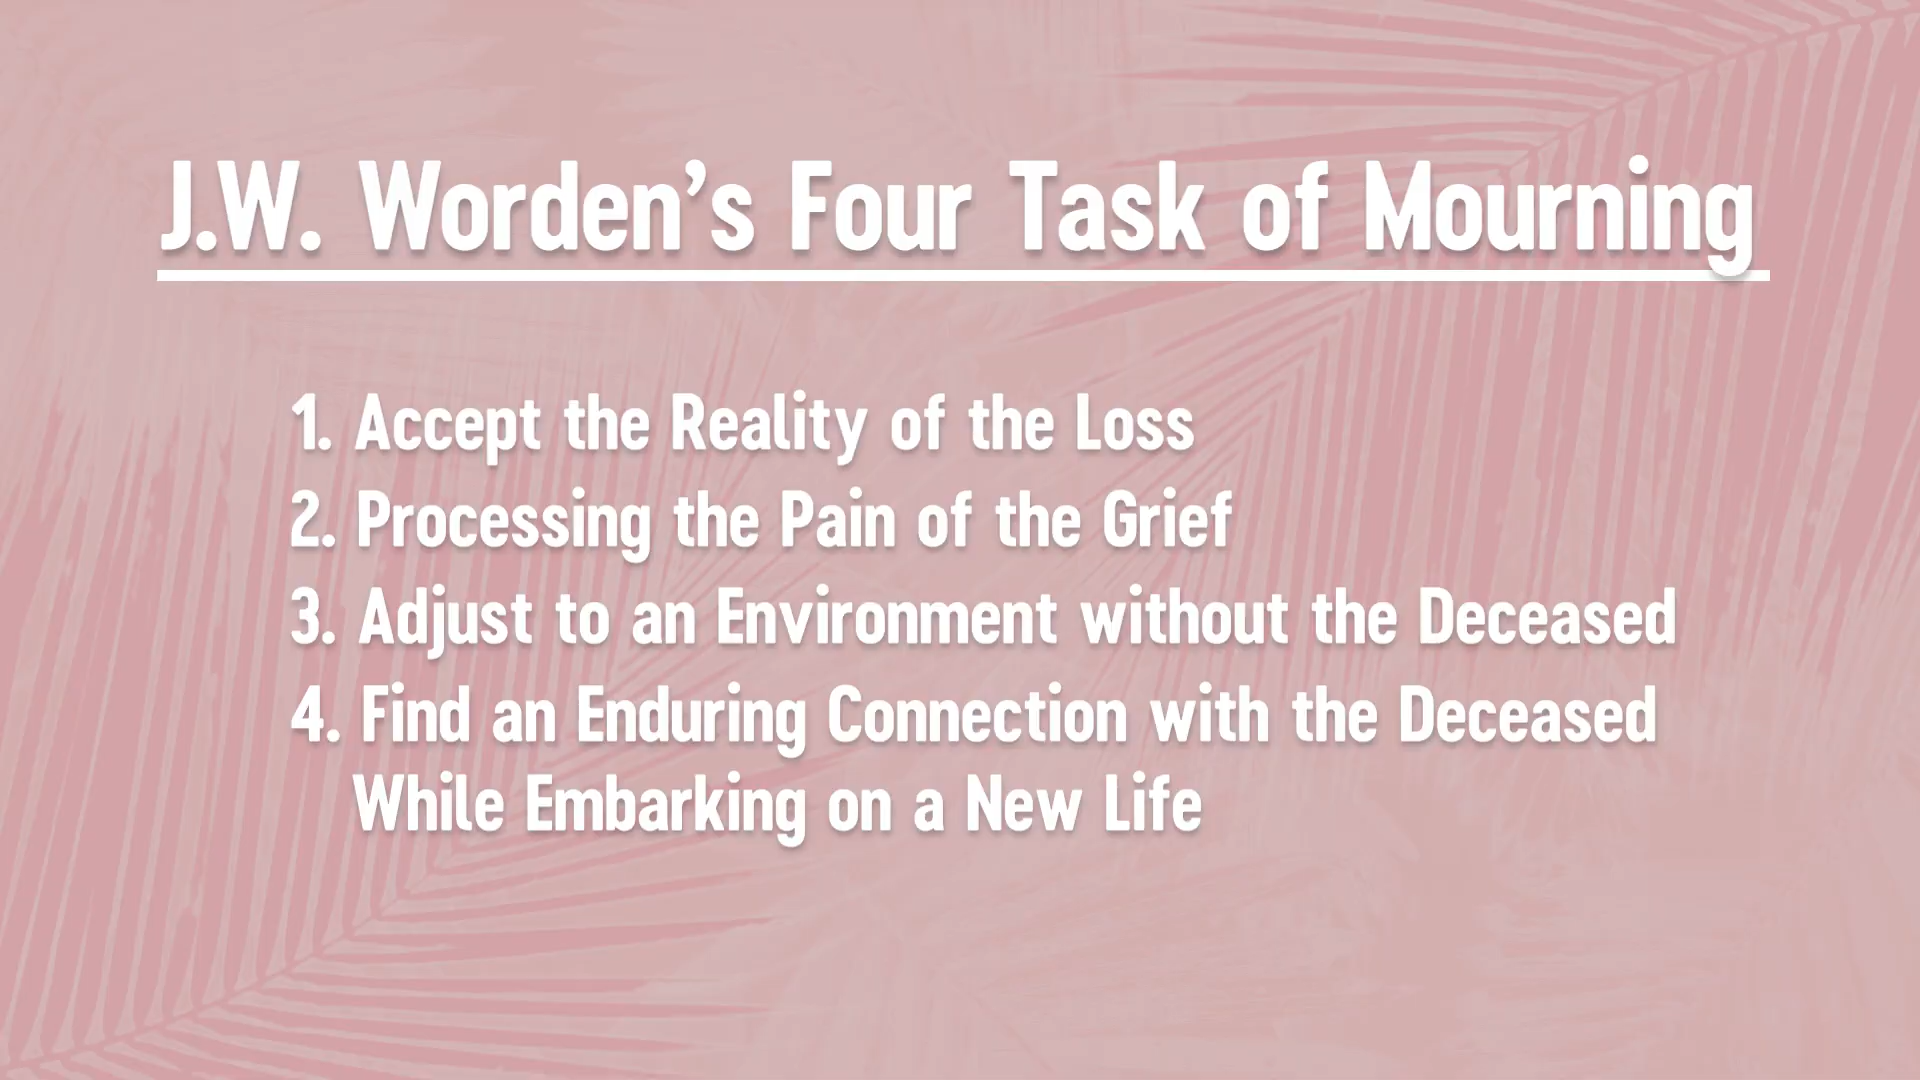 J.W. Worden’s Four Task of Mourning
1. Accept the Reality of the Loss
2. Processing the Pain of the Grief
3. Adjust to an Environment without the Deceased
4. Find an Enduring Connection with the Deceased
While Embarking on a New Life